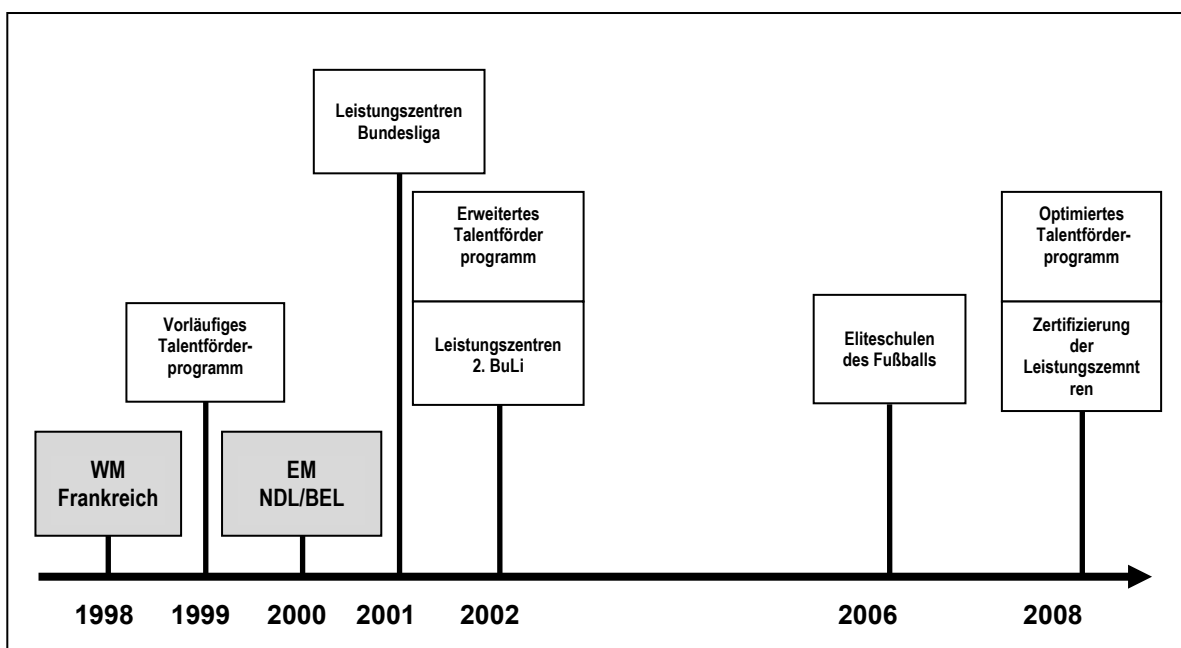 Leistungszentren
Bundesliga
Erweitertes
Talentförder
programm
Optimiertes
Talentförder-
programm
Vorläufiges
Talentförder-
programm
Leistungszentren
2. BuLi
Eliteschulen
des Fußballs
Zertifizierung
der
Leistungszemnt
ren
WM
Frankreich
EM
NDL/BEL
1998 1999 2000 2001 2002 2006 2008